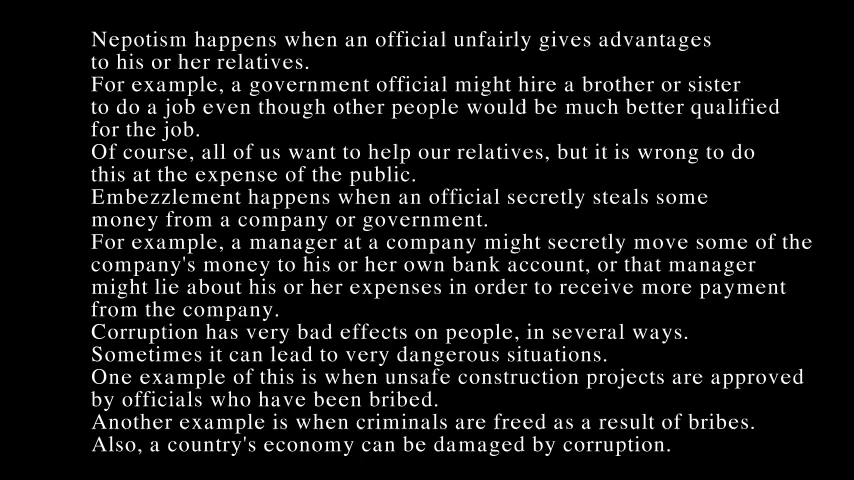 Nepotism happens when an official unfairly gives advantages
to his or her relatives.
For example, a government official might hire a brother or sister
to do a job even though other people would be much better qualified
for the job.
Of course, all of us want to help our relatives, but it is wrong to do
this at the expense of the public.
Embezzlement happens when an official secretly steals some
money from a company or government.
For example, a manager at a company might secretly move some of the
company's money to his or her own bank account, or that manager
might lie about his or her expenses in order to receive more payment
from the company.
Corruption has very bad effects on people, in several ways.
Sometimes it can lead to very dangerous situations.
One example of this is when unsafe construction projects are approved
by officials who have been bribed.
Another example is when criminals are freed as a result of bribes.
Also, a country's economy can be damaged by corruption.